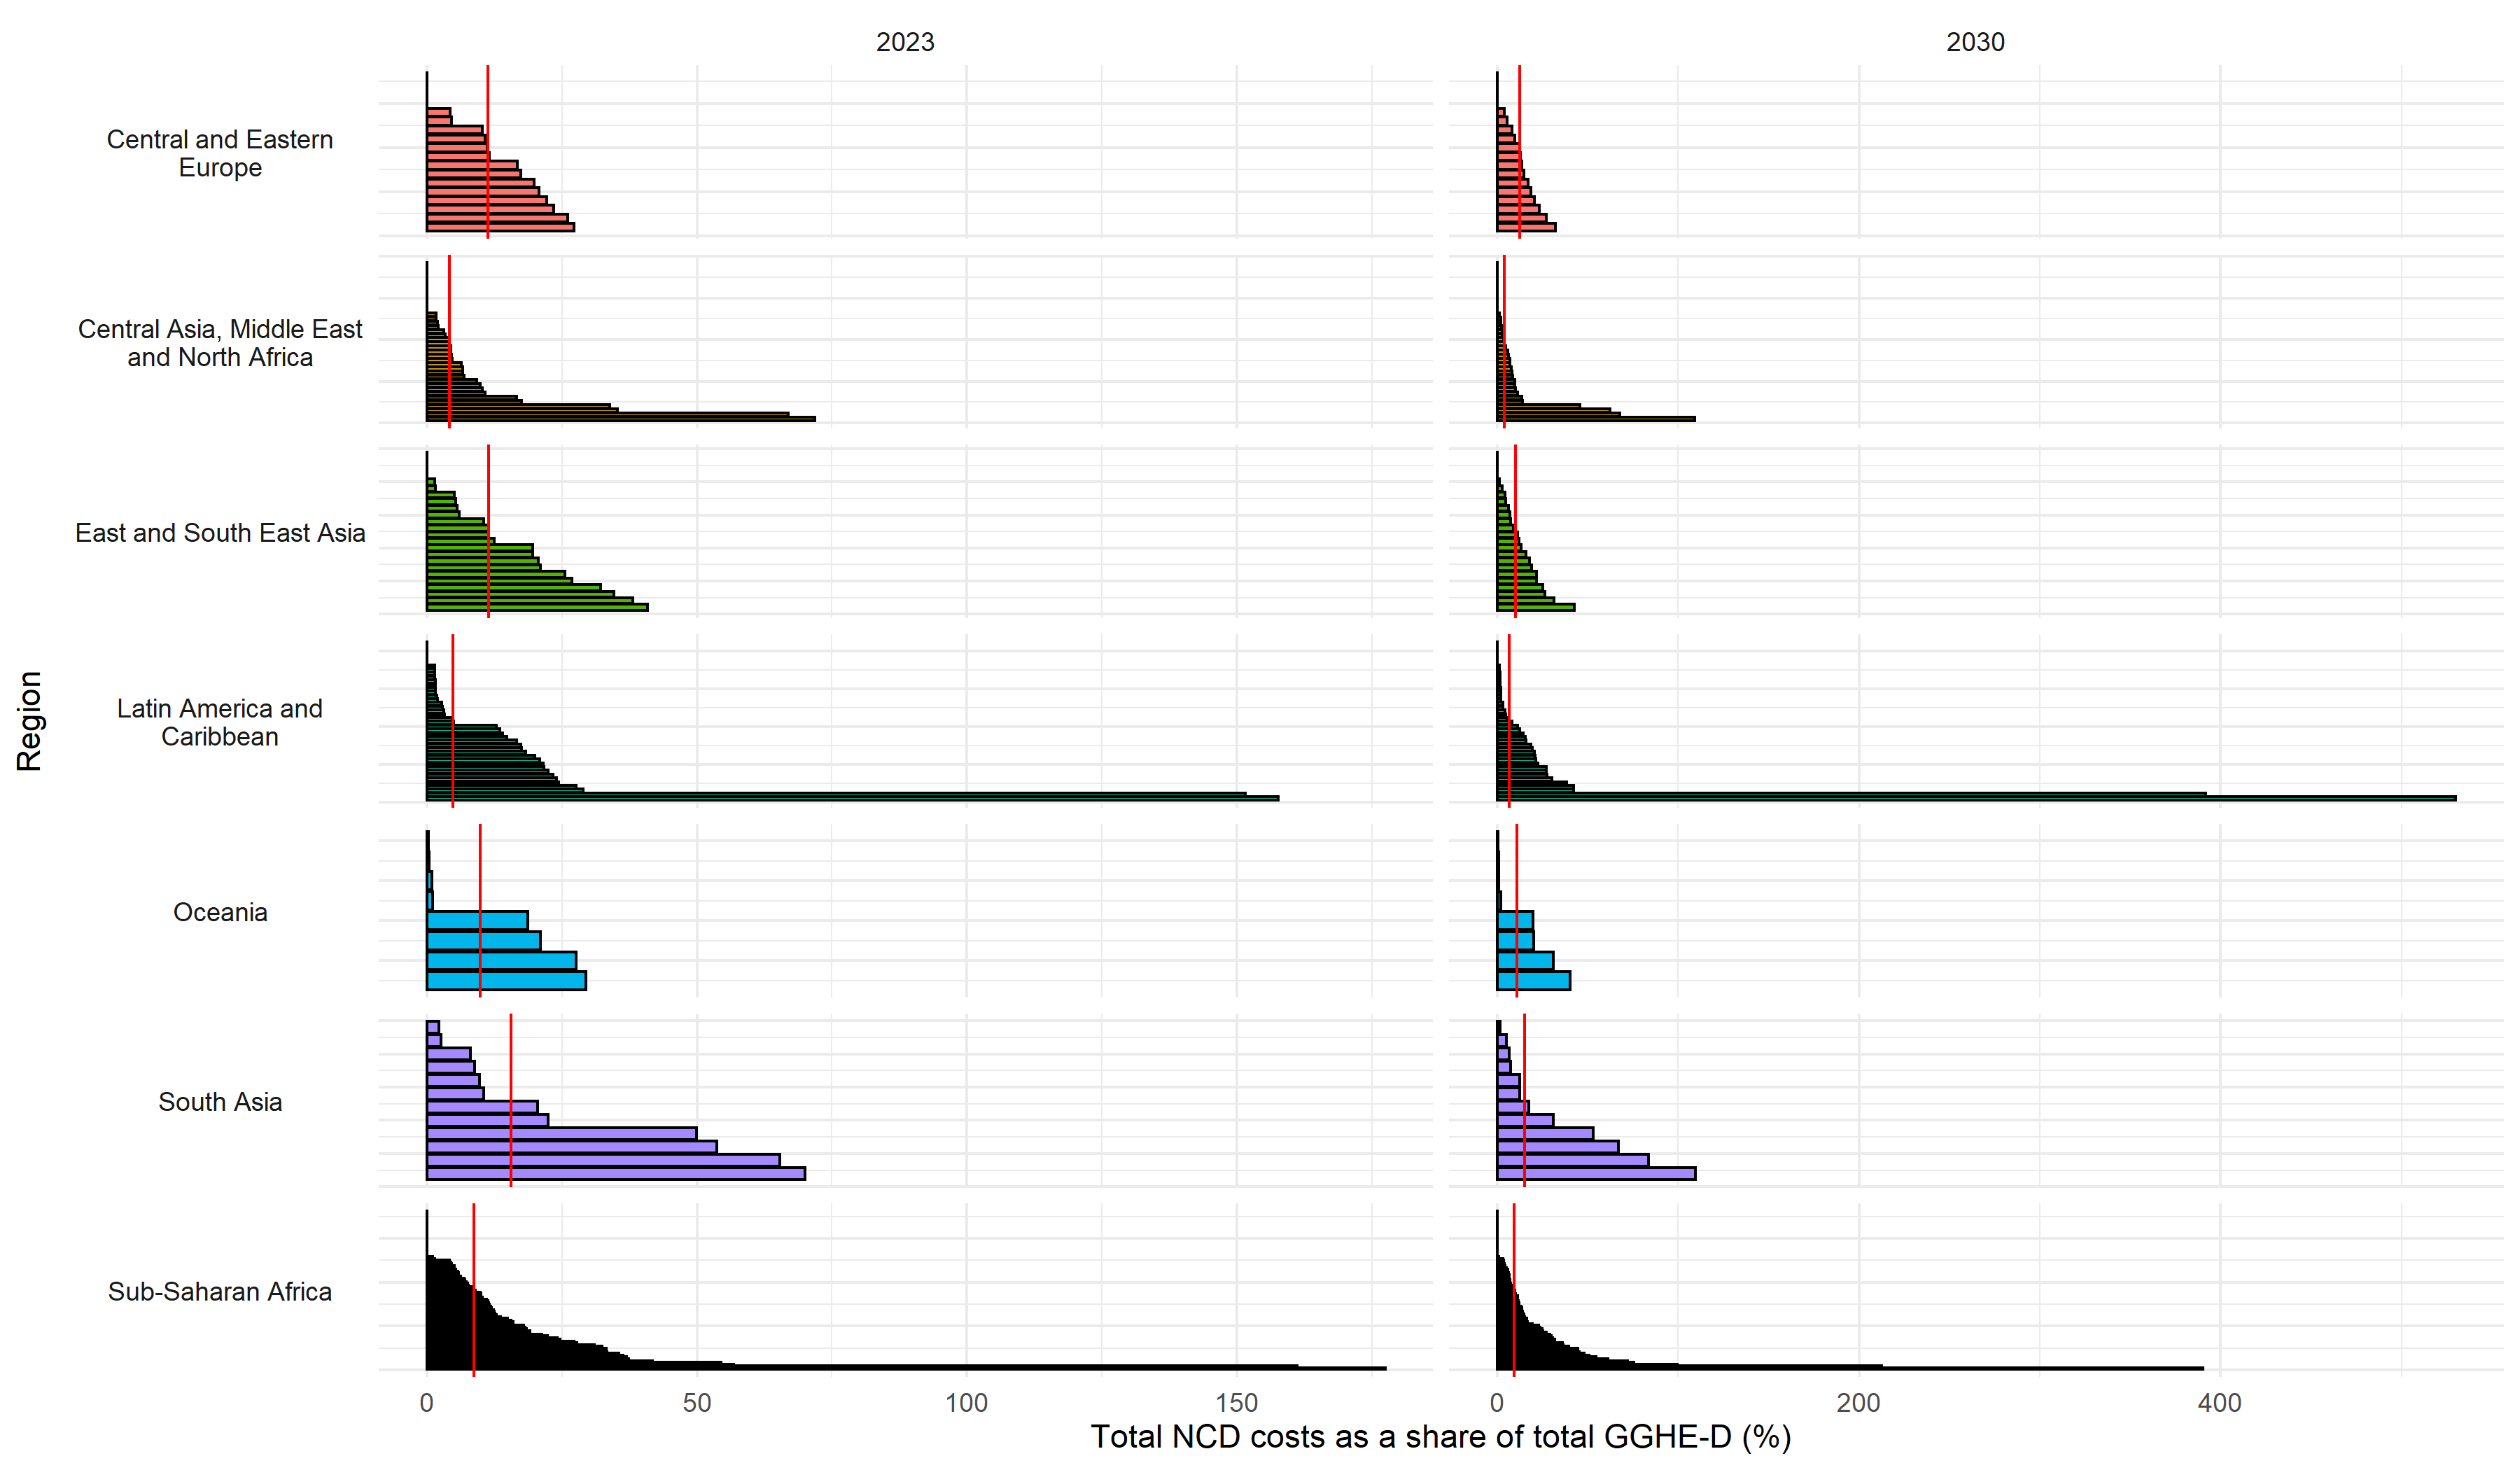 2023
2030
Central and Eastern
Europe
Central Asia, Middle East
and North Africa
East and South East Asia
Latin America and
Caribbean
Oceania
South Asia
Sub-Saharan Africa
Region
0
50
100
150
0
200
400
Total NCD costs as a share of total GGHE-D (%)